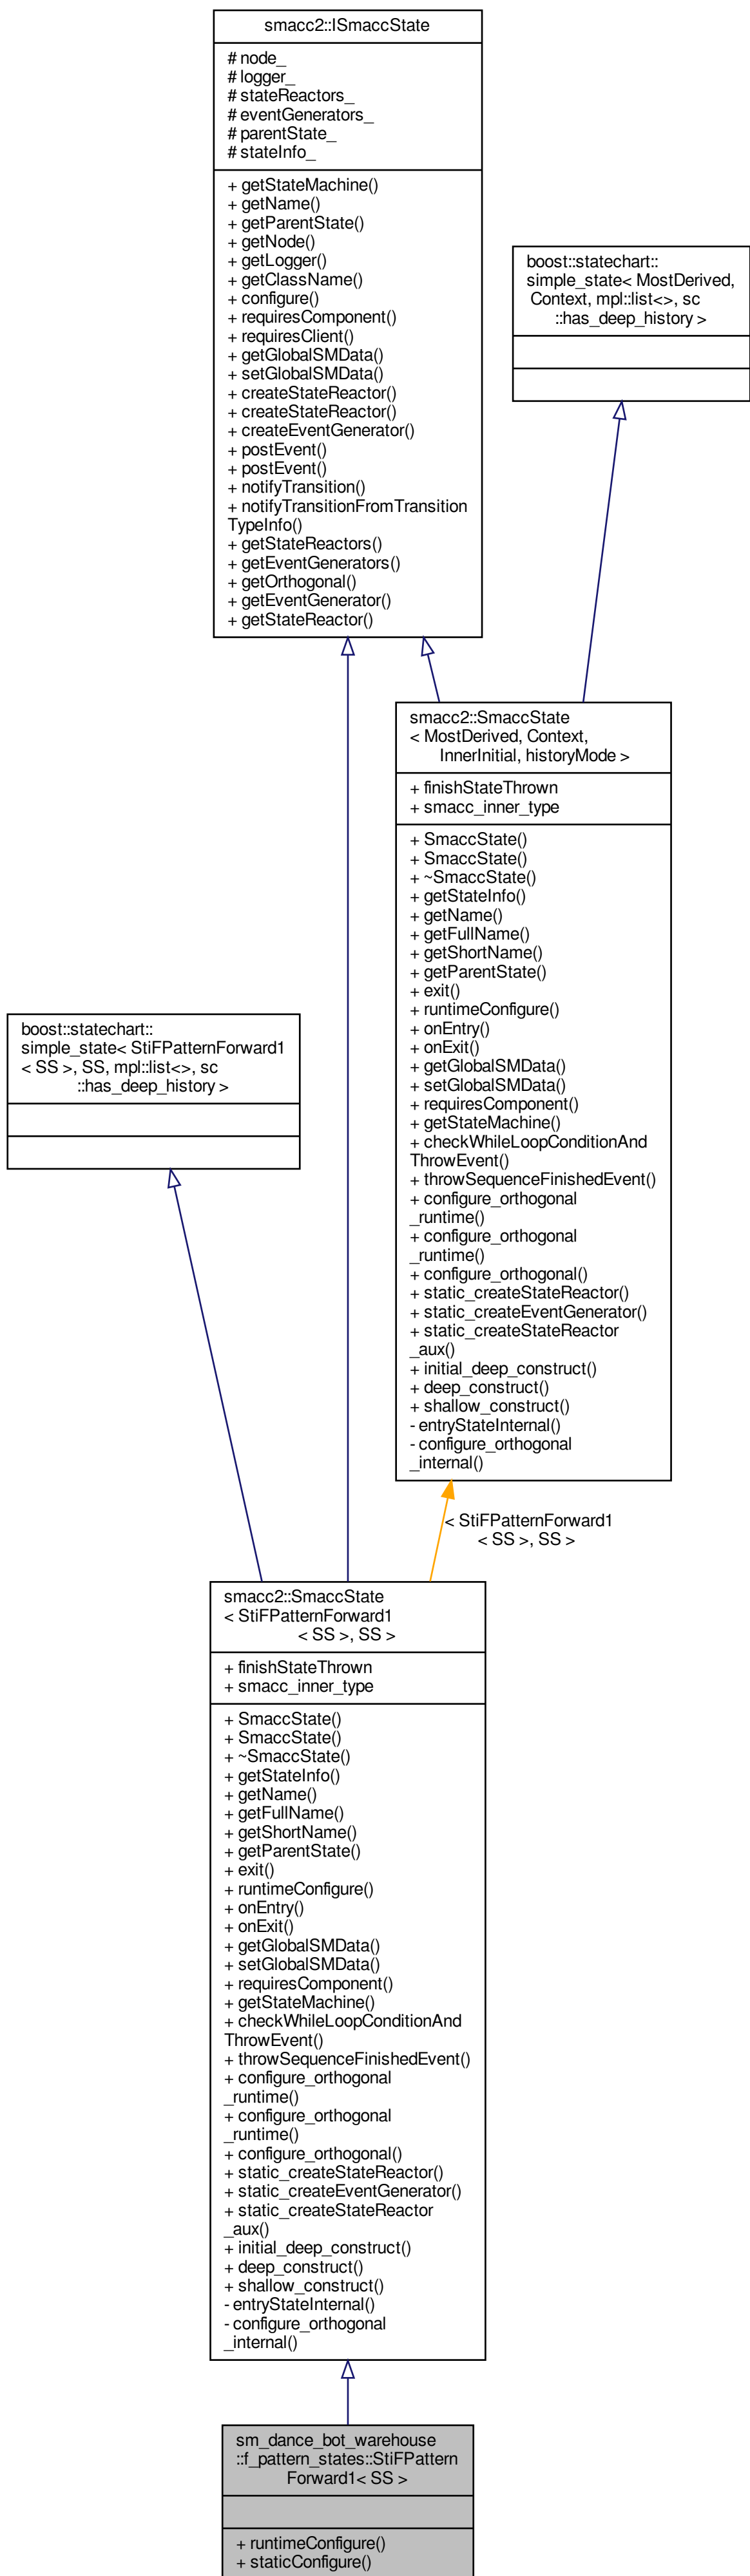 smacc2::ISmaccState
# node_
# logger_
# stateReactors_
# eventGenerators_
# parentState_
# stateInfo_
+ getStateMachine()
+ getName()
+ getParentState()
+ getNode()
+ getLogger()
+ getClassName()
+ configure()
+ requiresComponent()
+ requiresClient()
+ getGlobalSMData()
+ setGlobalSMData()
+ createStateReactor()
+ createStateReactor()
+ createEventGenerator()
+ postEvent()
+ postEvent()
+ notifyTransition()
+ notifyTransitionFromTransition
TypeInfo()
+ getStateReactors()
+ getEventGenerators()
+ getOrthogonal()
+ getEventGenerator()
+ getStateReactor()
boost::statechart::
simple_state< MostDerived,
Context, mpl::list<>, sc
::has_deep_history >
smacc2::SmaccState
< MostDerived, Context,
InnerInitial, historyMode >
+ finishStateThrown
+ smacc_inner_type
+ SmaccState()
+ SmaccState()
+ ~SmaccState()
+ getStateInfo()
+ getName()
+ getFullName()
+ getShortName()
+ getParentState()
+ exit()
+ runtimeConfigure()
+ onEntry()
+ onExit()
+ getGlobalSMData()
+ setGlobalSMData()
+ requiresComponent()
+ getStateMachine()
+ checkWhileLoopConditionAnd
ThrowEvent()
+ throwSequenceFinishedEvent()
+ configure_orthogonal
_runtime()
+ configure_orthogonal
_runtime()
+ configure_orthogonal()
+ static_createStateReactor()
+ static_createEventGenerator()
+ static_createStateReactor
_aux()
+ initial_deep_construct()
+ deep_construct()
+ shallow_construct()
- entryStateInternal()
- configure_orthogonal
_internal()
boost::statechart::
simple_state< StiFPatternForward1
< SS >, SS, mpl::list<>, sc
::has_deep_history >
< StiFPatternForward1
< SS >, SS >
smacc2::SmaccState
< StiFPatternForward1
< SS >, SS >
+ finishStateThrown
+ smacc_inner_type
+ SmaccState()
+ SmaccState()
+ ~SmaccState()
+ getStateInfo()
+ getName()
+ getFullName()
+ getShortName()
+ getParentState()
+ exit()
+ runtimeConfigure()
+ onEntry()
+ onExit()
+ getGlobalSMData()
+ setGlobalSMData()
+ requiresComponent()
+ getStateMachine()
+ checkWhileLoopConditionAnd
ThrowEvent()
+ throwSequenceFinishedEvent()
+ configure_orthogonal
_runtime()
+ configure_orthogonal
_runtime()
+ configure_orthogonal()
+ static_createStateReactor()
+ static_createEventGenerator()
+ static_createStateReactor
_aux()
+ initial_deep_construct()
+ deep_construct()
+ shallow_construct()
- entryStateInternal()
- configure_orthogonal
_internal()
sm_dance_bot_warehouse
::f_pattern_states::StiFPattern
Forward1< SS >
+ runtimeConfigure()
+ staticConfigure()